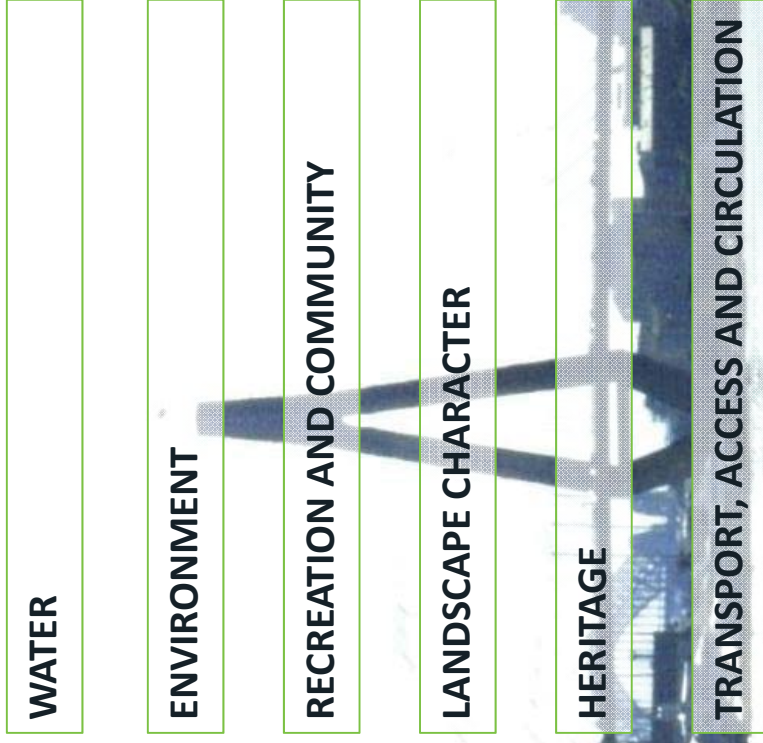 WATER
ENVIRONMENT
RECREATION AND COMMUNITY
LANDSCAPE CHARACTER
HERITAGE
TRANSPORT, ACCESS AND CIRCULATION